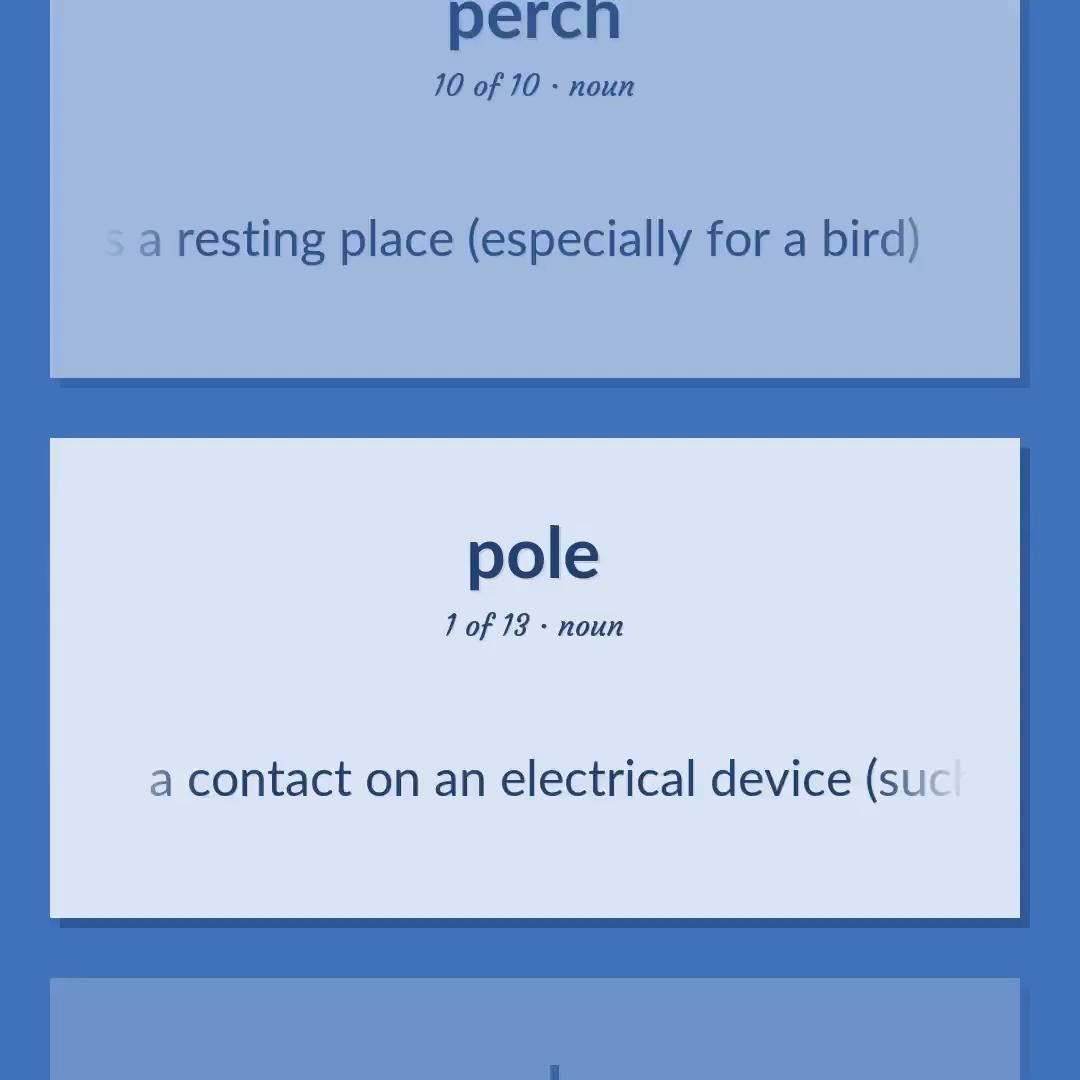 perch
10 of 10 · noun
s a resting place (especially for a bird)
pole
1 of 13 · noun
a contact on an electrical device (such